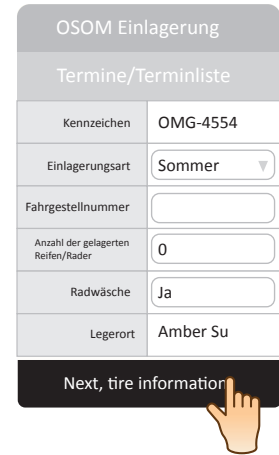 OSOM Einlagerung
Termine/Terminliste
Kennzeichen OMG-4554
Einlagerungsart Sommer
Fahrgestellnummer
Anzahl der gelagerten
Reifen/Rader 0
Radwäsche Ja
Legerort Amber Su
Next, tire information